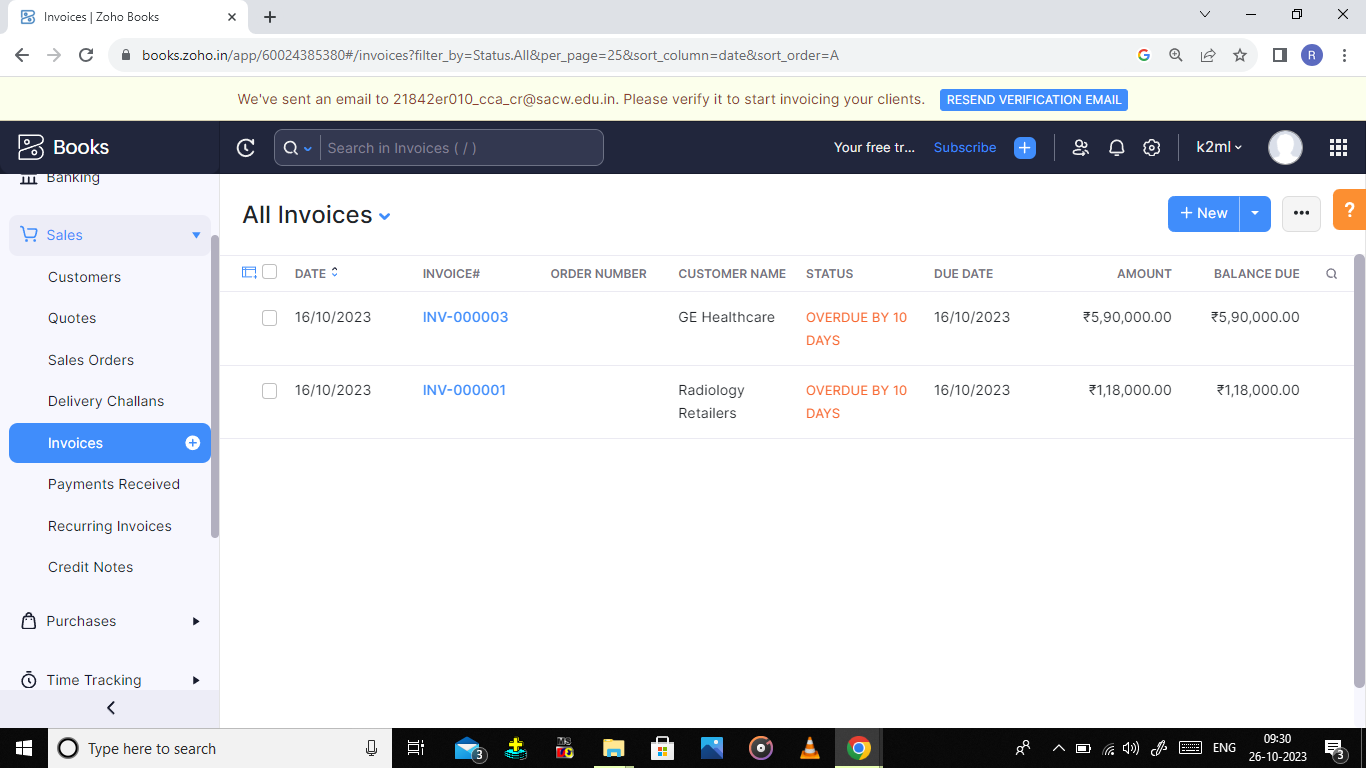 Invoices | Zoho Books
books.zoho.in/app/60024385380#/invoices?filter_by=Status.All&per_page=25&sort_column=date&sort_order=A
R
We've sent an email to 21842er010_cca_cr@sacw.edu.in. Please verify it to start invoicing your clients.
RESEND VERIFICATION EMAIL
Books
Search in Invoices ( / )
Your free tr...
Subscribe
k2ml
Banking
Sales
Customers
Quotes
Sales Orders
Delivery Challans
Invoices
Payments Received
Recurring Invoices
Credit Notes
Purchases
Time Tracking
All Invoices
+ New
?
DATE INVOICE# ORDER NUMBER CUSTOMER NAME STATUS DUE DATE AMOUNT BALANCE DUE
16/10/2023 INV-000003 GE Healthcare OVERDUE BY 10 16/10/2023 ₹5,90,000.00 ₹5,90,000.00
DAYS
16/10/2023 INV-000001 Radiology OVERDUE BY 10 16/10/2023 ₹1,18,000.00 ₹1,18,000.00
Retailers DAYS
Type here to search
3
ENG
09:30
26-10-2023
3